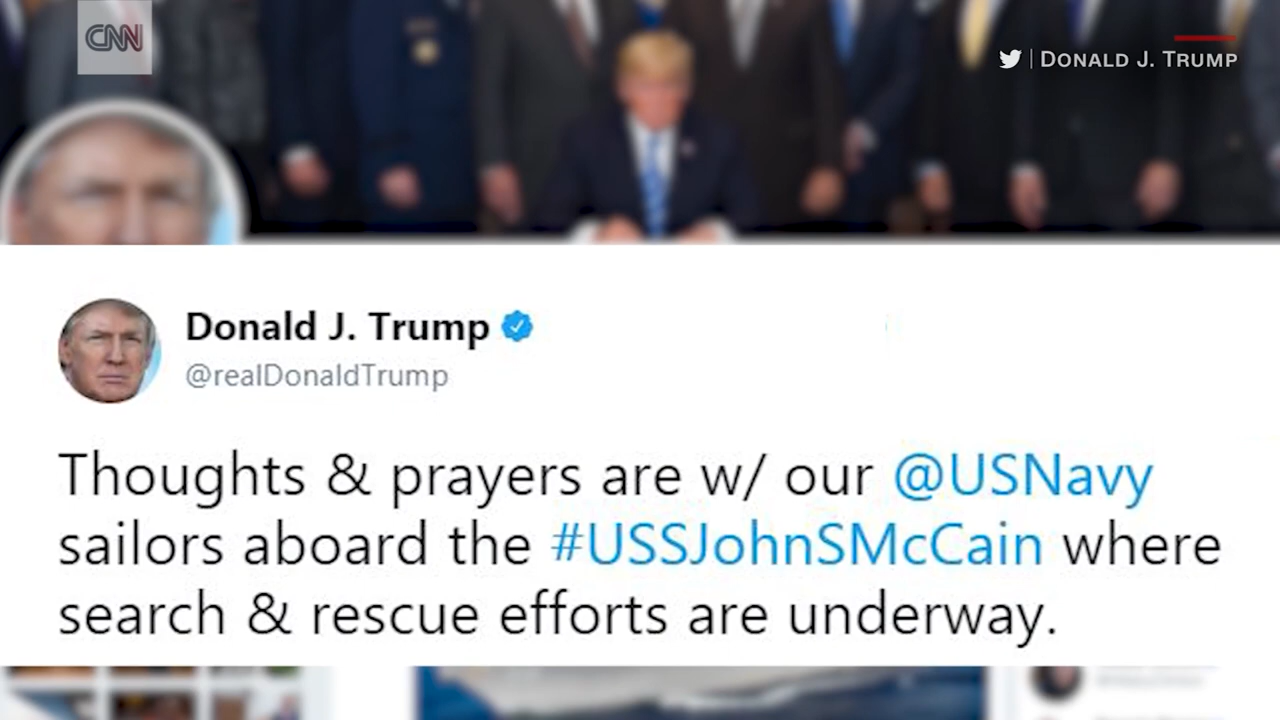 CNN
DONALD J. TRUMP
Donald J. Trump
@realDonaldTrump
Thoughts & prayers are w/ our @USNavy
sailors aboard the #USSJohnSMcCain where
search & rescue efforts are underway.